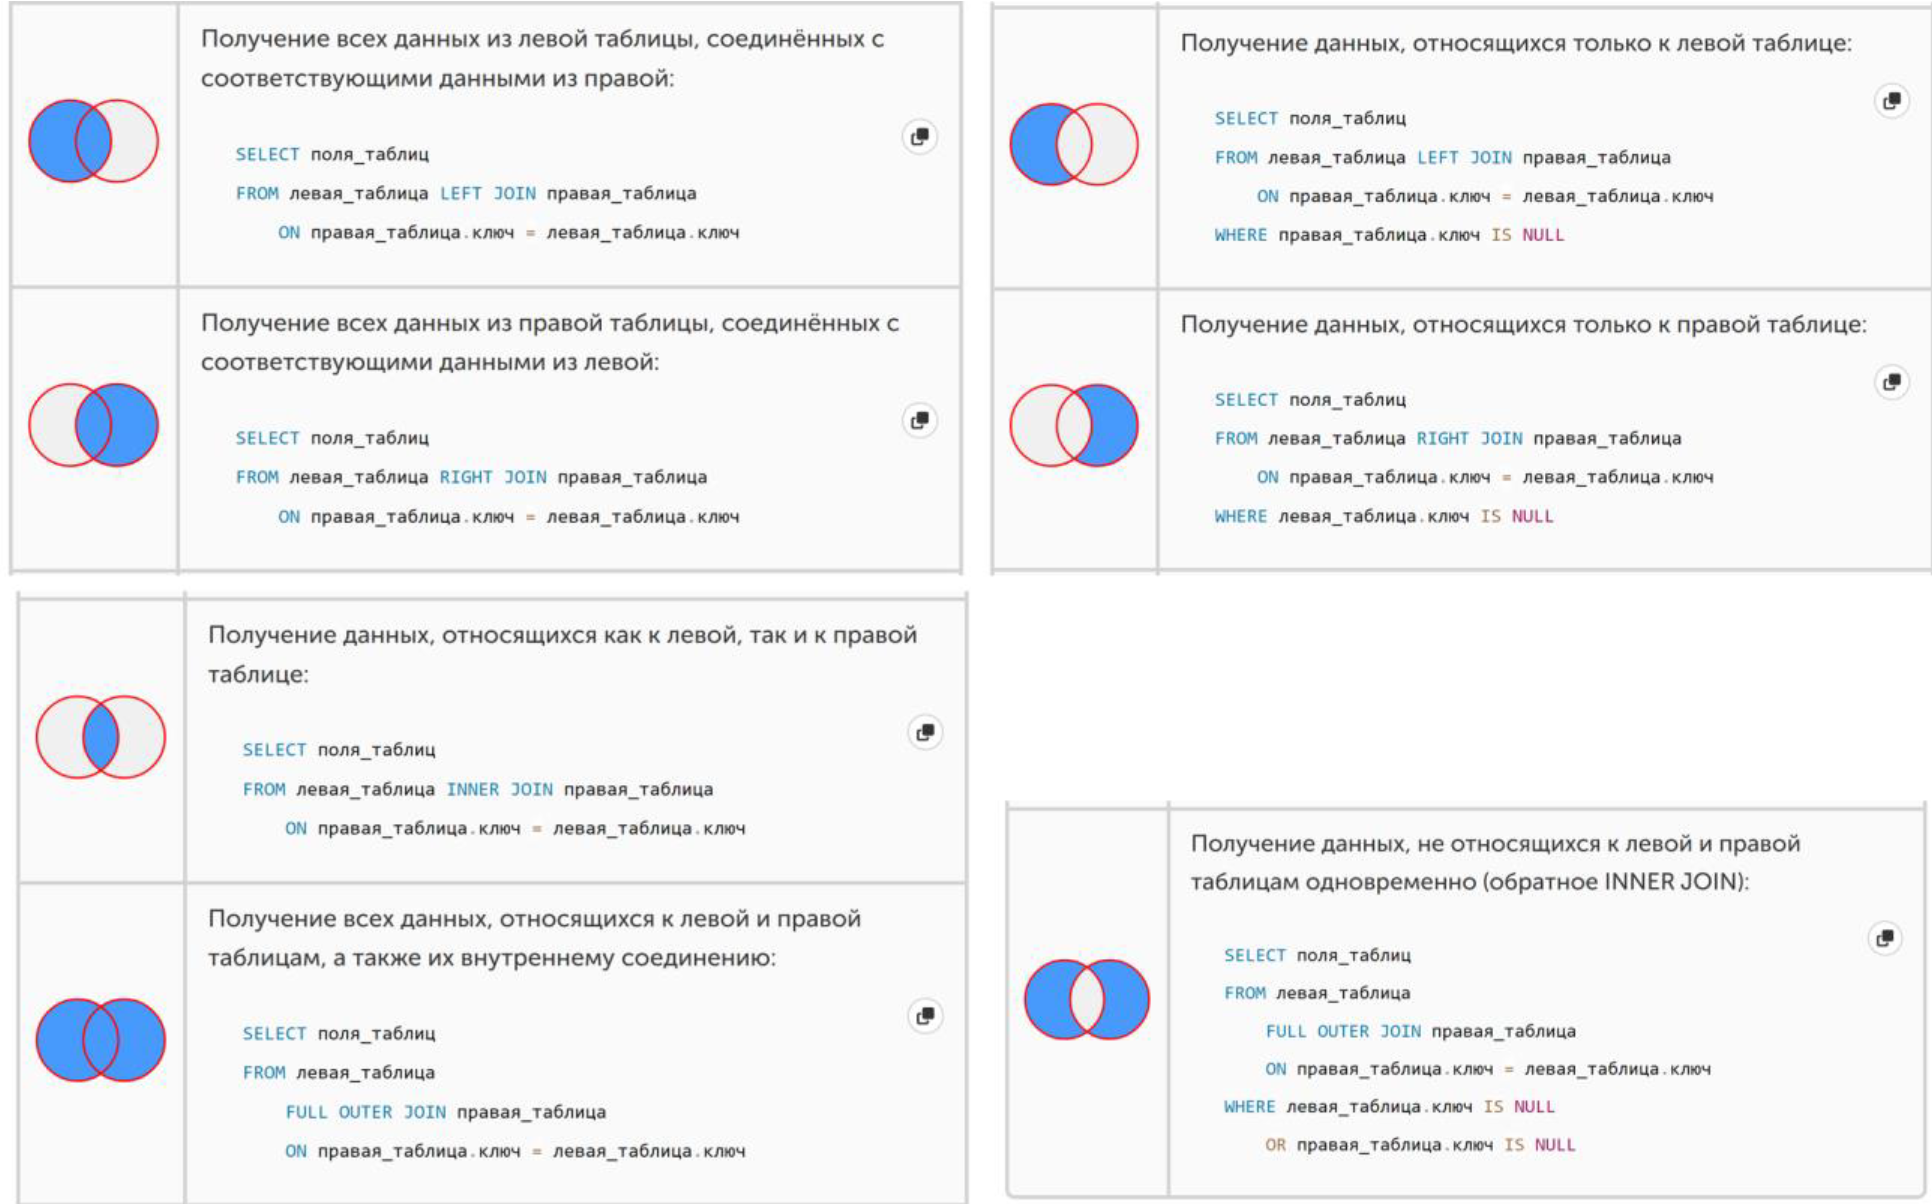 Получение всех данных из левой таблицы, соединённых с
соответствующими данными из правой:
SELECT поля_таблиц
FROM левая_таблица LEFT JOIN правая_таблица
ON правая_таблица.ключ = левая_таблица.ключ
Получение всех данных из правой таблицы, соединённых с
соответствующими данными из левой:
SELECT поля_таблиц
FROM левая_таблица RIGHT JOIN правая_таблица
ON правая_таблица.ключ = левая_таблица.ключ
Получение данных, относящихся только к левой таблице:
SELECT поля_таблиц
FROM левая_таблица LEFT JOIN правая_таблица
ON правая_таблица.ключ = левая_таблица.ключ
WHERE правая_таблица.ключ IS NULL
Получение данных, относящихся только к правой таблице:
SELECT поля_таблиц
FROM левая_таблица RIGHT JOIN правая_таблица
ON правая_таблица.ключ = левая_таблица.ключ
WHERE левая_таблица.ключ IS NULL
Получение данных, относящихся как к левой, так и к правой
таблице:
SELECT поля_таблиц
FROM левая_таблица INNER JOIN правая_таблица
ON правая_таблица.ключ = левая_таблица.ключ
Получение всех данных, относящихся к левой и правой
таблицам, а также их внутреннему соединению:
SELECT поля_таблиц
FROM левая_таблица
FULL OUTER JOIN правая_таблица
ON правая_таблица.ключ = левая_таблица.ключ
Получение данных, не относящихся к левой и правой
таблицам одновременно (обратное INNER JOIN):
SELECT поля_таблиц
FROM левая_таблица
FULL OUTER JOIN правая_таблица
ON правая_таблица.ключ = левая_таблица.ключ
WHERE левая_таблица.ключ IS NULL
OR правая_таблица.ключ IS NULL